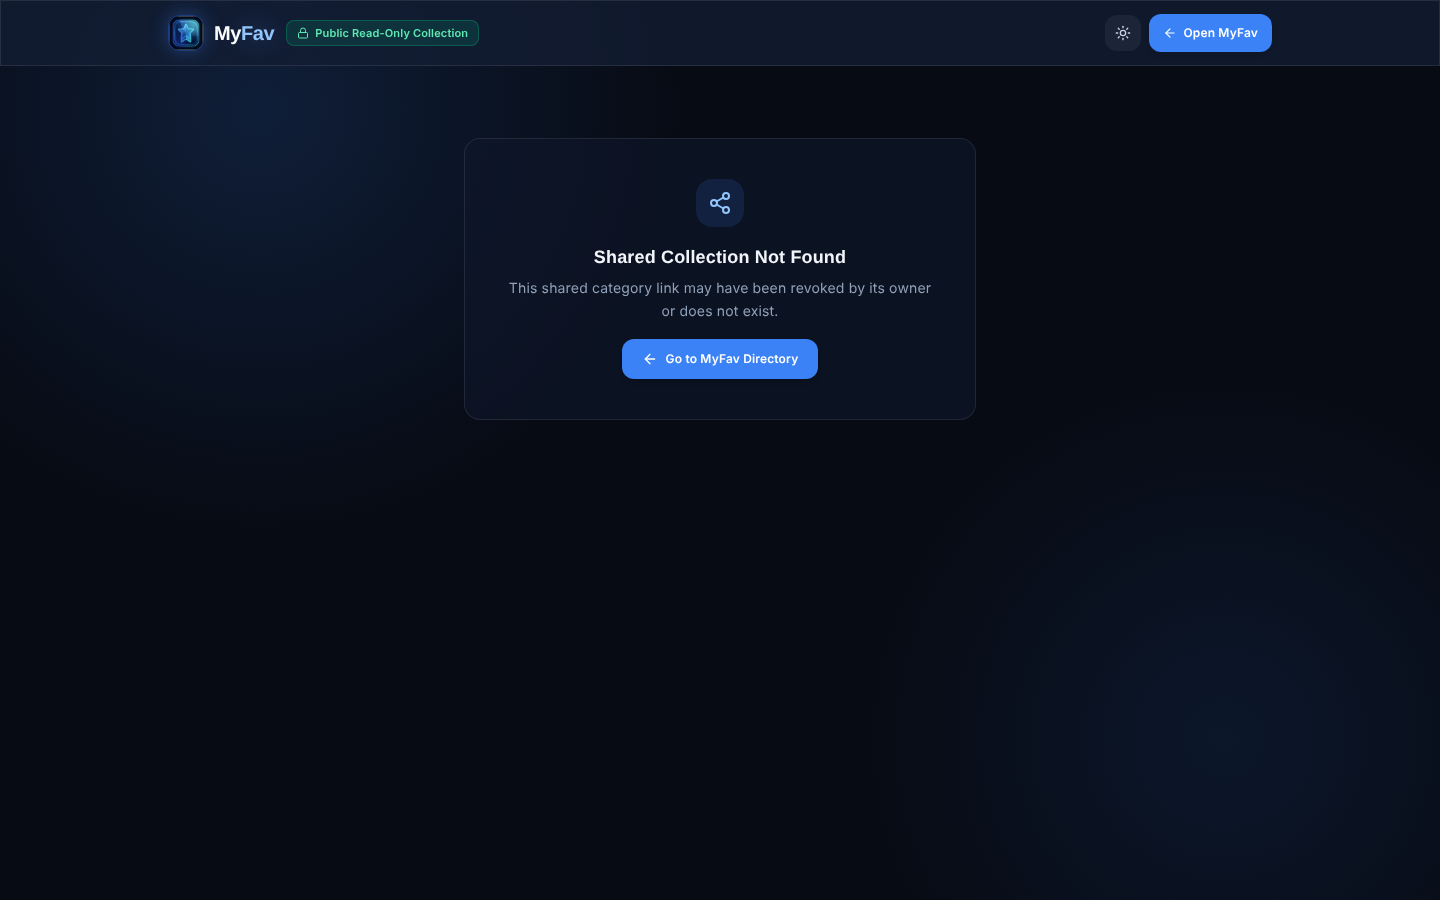 MyFav
Public Read-Only Collection
Open MyFav
Shared Collection Not Found
This shared category link may have been revoked by its owner
or does not exist.
Go to MyFav Directory